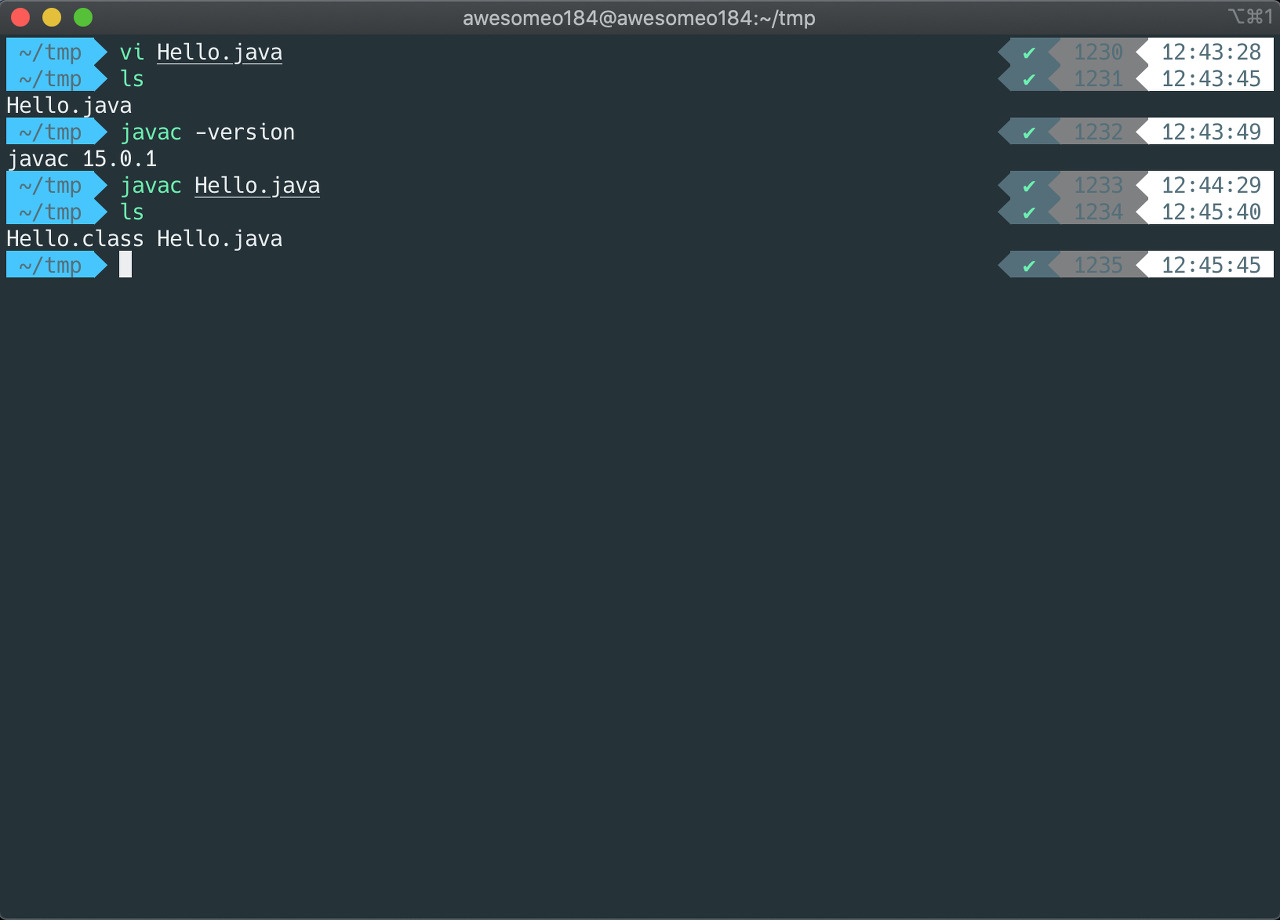 awesomeo184@awesomeo184:~/tmp ⌥⌘1
~/tmp vi Hello.java ✔ 1230 12:43:28
~/tmp ls ✔ 1231 12:43:45
Hello.java
~/tmp javac -version ✔ 1232 12:43:49
javac 15.0.1
~/tmp javac Hello.java ✔ 1233 12:44:29
~/tmp ls ✔ 1234 12:45:40
Hello.class Hello.java
~/tmp ✔ 1235 12:45:45